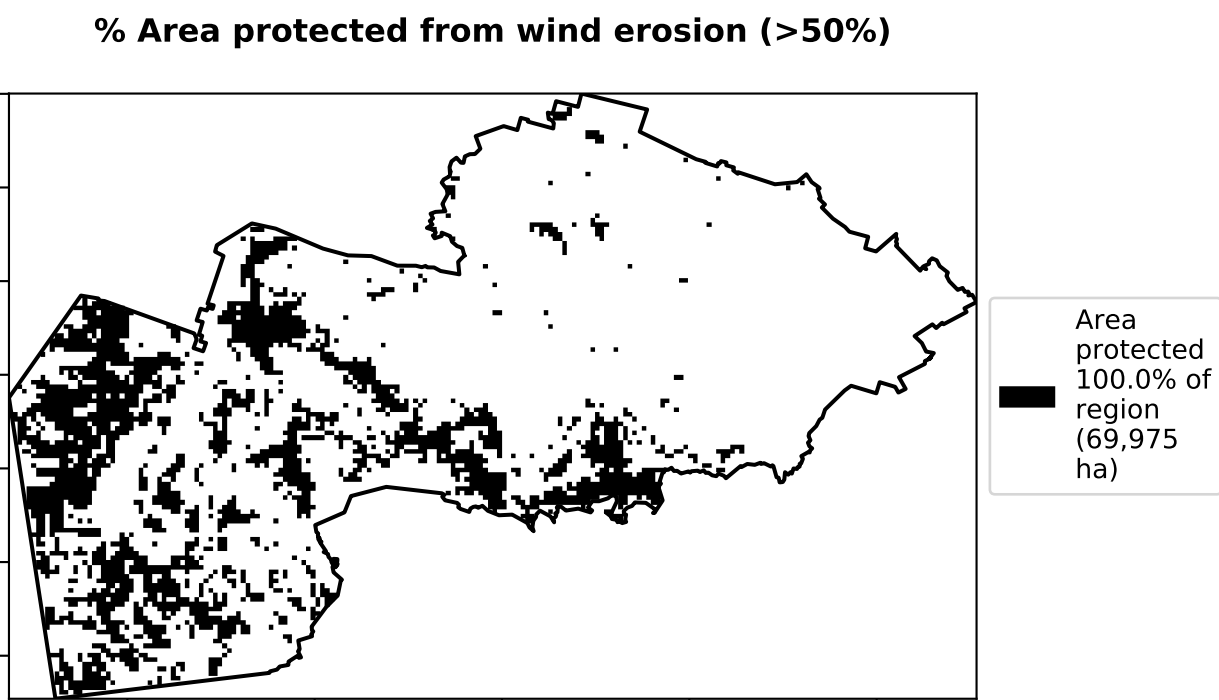 % Area protected from wind erosion (>50%)
Area
protected
100.0% of
region
(69,975
ha)